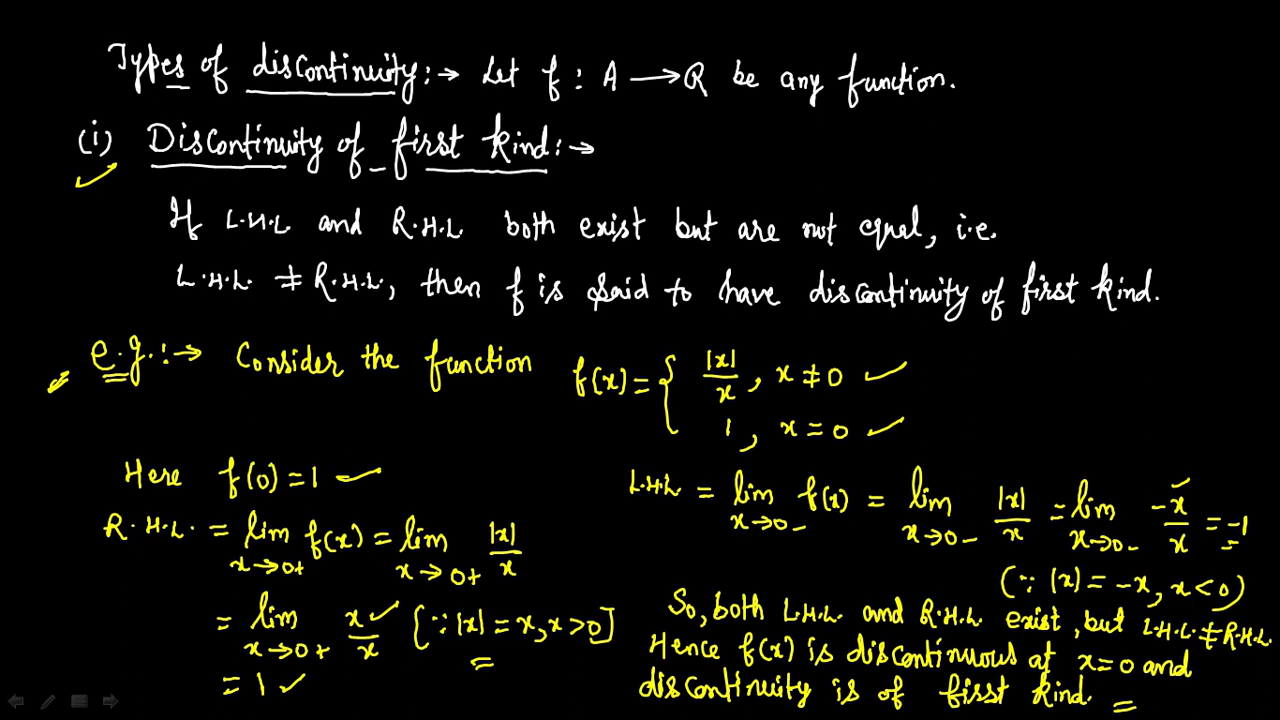 Types of discontinuity:→ Let f : A ⟶ R be any function.
(i) Discontinuity of first kind:→
If L.H.L and R.H.L. both exist but are not equal, i.e.
L.H.L. ≠ R.H.L., then f is said to have discontinuity of first kind.
e.g.:→ Consider the function f(x) = { |x|/x, x ≠ 0 ✓
1, x = 0 ✓
Here f(0) = 1 ✓
R.H.L. = lim x→0+ f(x) = lim x→0+ |x|/x
= lim x→0+ x/x ✓ [∵ |x| = x, x > 0]
= 1 ✓
L.H.L = lim x→0- f(x) = lim x→0- |x|/x = lim x→0- -x/x = -1
(∵ |x| = -x, x < 0)
So, both L.H.L. and R.H.L. exist, but L.H.L. ≠ R.H.L.
Hence f(x) is discontinuous at x = 0 and
discontinuity is of first kind.